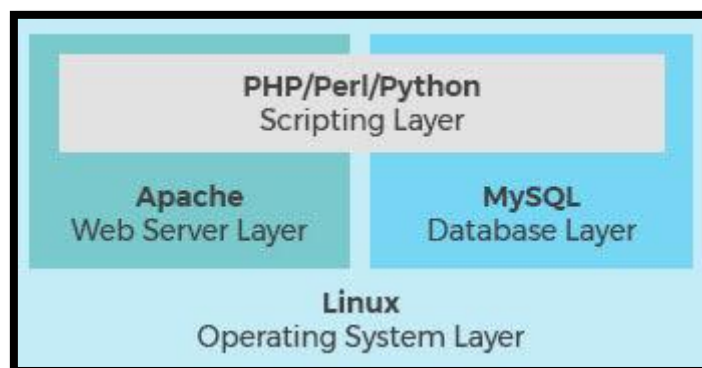 PHP/Perl/Python
Scripting Layer
Apache
Web Server Layer
MySQL
Database Layer
Linux
Operating System Layer